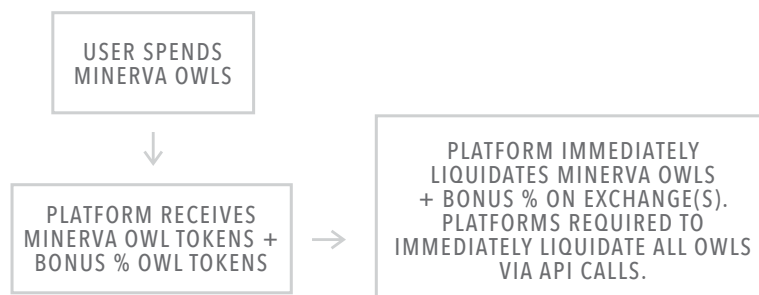 USER SPENDS
MINERVA OWLS
PLATFORM RECEIVES
MINERVA OWL TOKENS +
BONUS % OWL TOKENS
PLATFORM IMMEDIATELY
LIQUIDATES MINERVA OWLS
+ BONUS % ON EXCHANGE(S).
PLATFORMS REQUIRED TO
IMMEDIATELY LIQUIDATE ALL OWLS
VIA API CALLS.